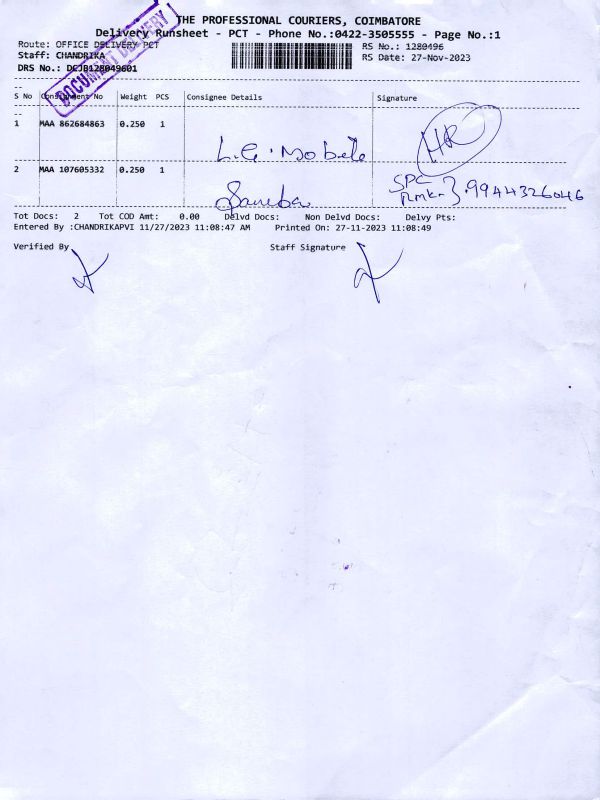 THE PROFESSIONAL COURIERS, COIMBATORE
Delivery Runsheet - PCT - Phone No.:0422-3505555 - Page No.:1
Route: OFFICE DELIVERY PCT
RS No.: 1280496
Staff: CHANDRIKA
RS Date: 27-Nov-2023
DRS No.: DCJB128049601
DOCUMENT DELIVERY
S No Consignment No Weight PCS Consignee Details Signature
1 MAA 862684863 0.250 1
L.G. Mobile HR
2 MAA 107605332 0.250 1
SPC
9944326046
Tot Docs: 2 Tot COD Amt: 0.00 Delvd Docs: Non Delvd Docs: Delvy Pts:
Entered By :CHANDRIKAPVI 11/27/2023 11:08:47 AM Printed On: 27-11-2023 11:08:49
Verified By Staff Signature